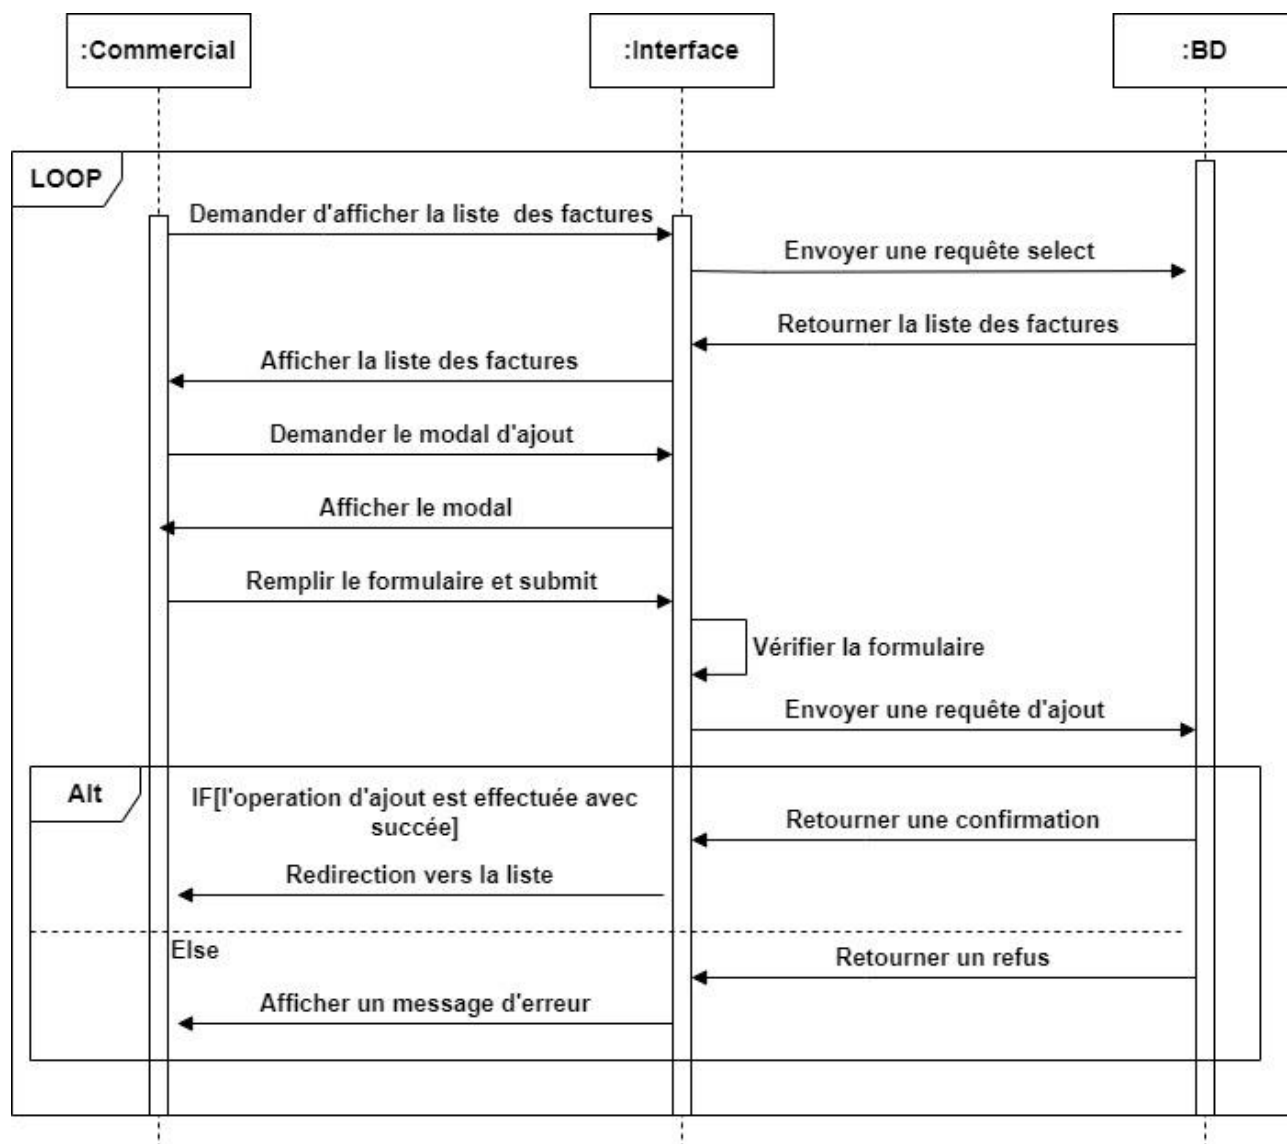 :Commercial
:Interface
:BD
LOOP
Demander d'afficher la liste des factures
Envoyer une requête select
Retourner la liste des factures
Afficher la liste des factures
Demander le modal d'ajout
Afficher le modal
Remplir le formulaire et submit
Vérifier la formulaire
Envoyer une requête d'ajout
Alt
IF[l'operation d'ajout est effectuée avec
succée]
Retourner une confirmation
Redirection vers la liste
Else
Retourner un refus
Afficher un message d'erreur